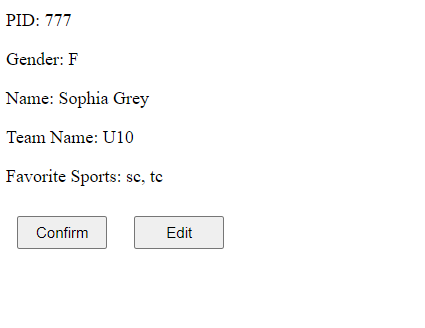 PID: 777
Gender: F
Name: Sophia Grey
Team Name: U10
Favorite Sports: sc, tc
Confirm Edit